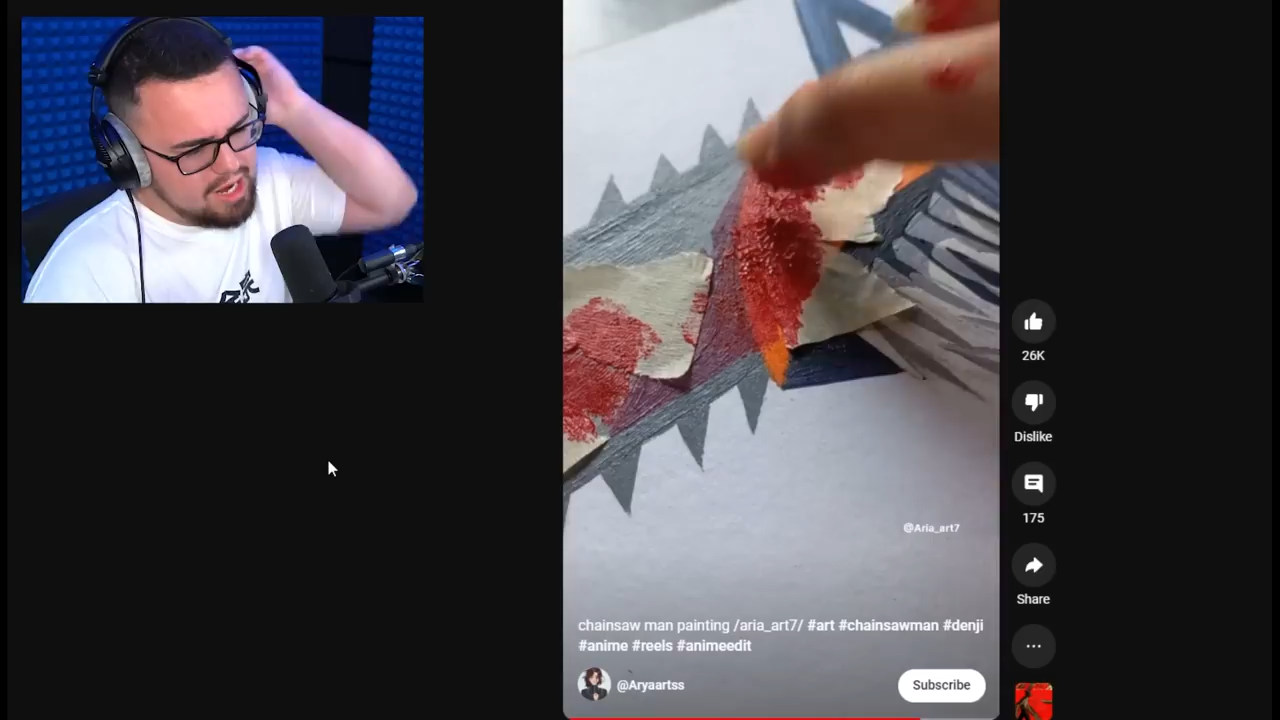 26K
Dislike
175
@Aria_art7
Share
chainsaw man painting /aria_art7/ #art #chainsawman #denji
#anime #reels #animeedit
@Aryaartss
Subscribe